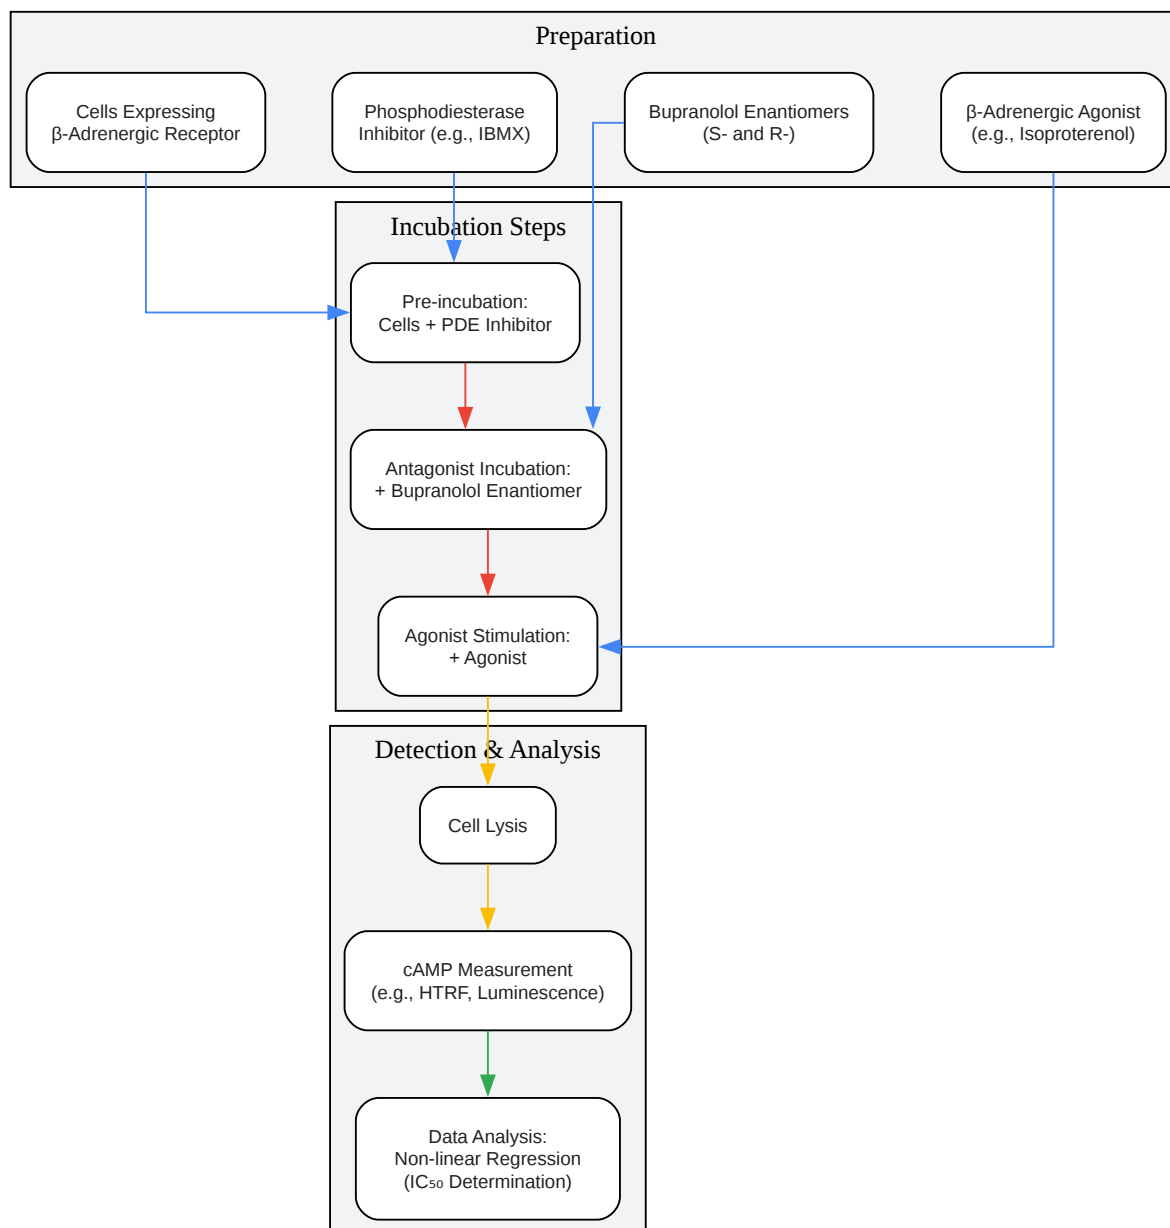 Preparation
Cells Expressing
β-Adrenergic Receptor
Phosphodiesterase
Inhibitor (e.g., IBMX)
Bupranolol Enantiomers
(S- and R-)
β-Adrenergic Agonist
(e.g., Isoproterenol)
Incubation Steps
Pre-incubation:
Cells + PDE Inhibitor
Antagonist Incubation:
+ Bupranolol Enantiomer
Agonist Stimulation:
+ Agonist
Detection & Analysis
Cell Lysis
cAMP Measurement
(e.g., HTRF, Luminescence)
Data Analysis:
Non-linear Regression
(IC₅₀ Determination)